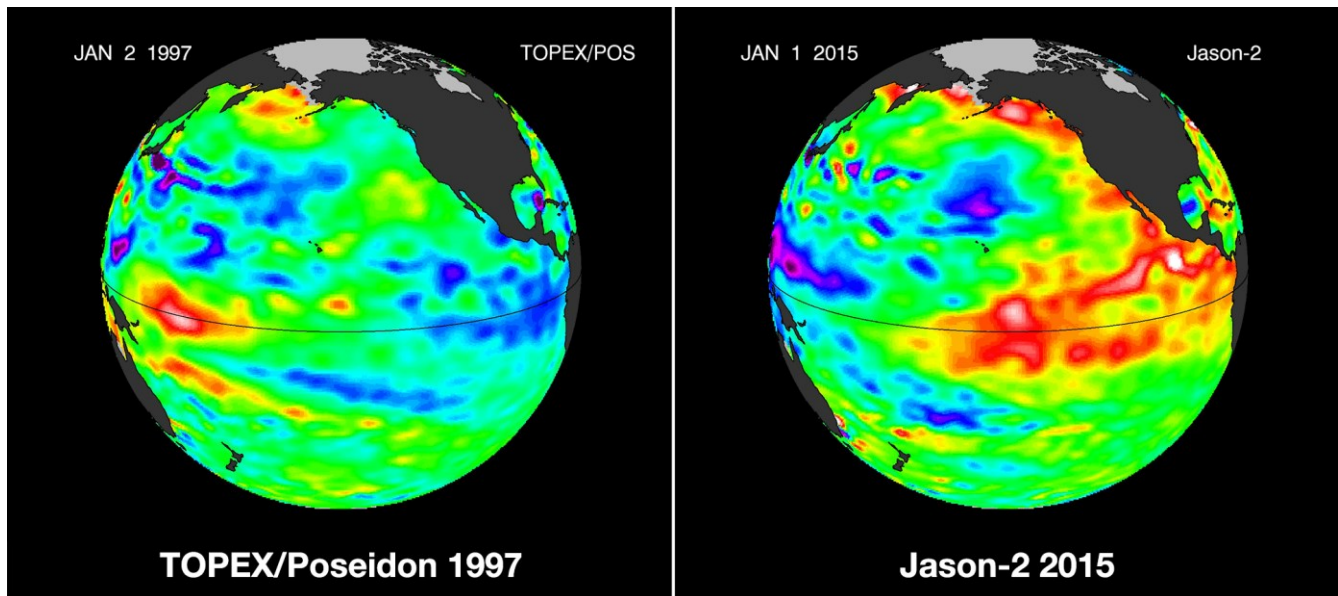 JAN 2 1997
TOPEX/POS
TOPEX/Poseidon 1997
JAN 1 2015
Jason-2
Jason-2 2015